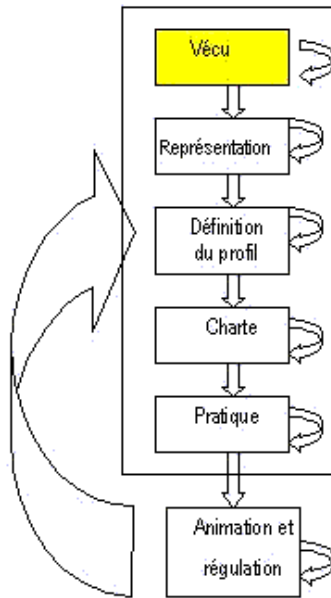 Vécu
Représentation
Définition
du profil
Charte
Pratique
Animation et
régulation